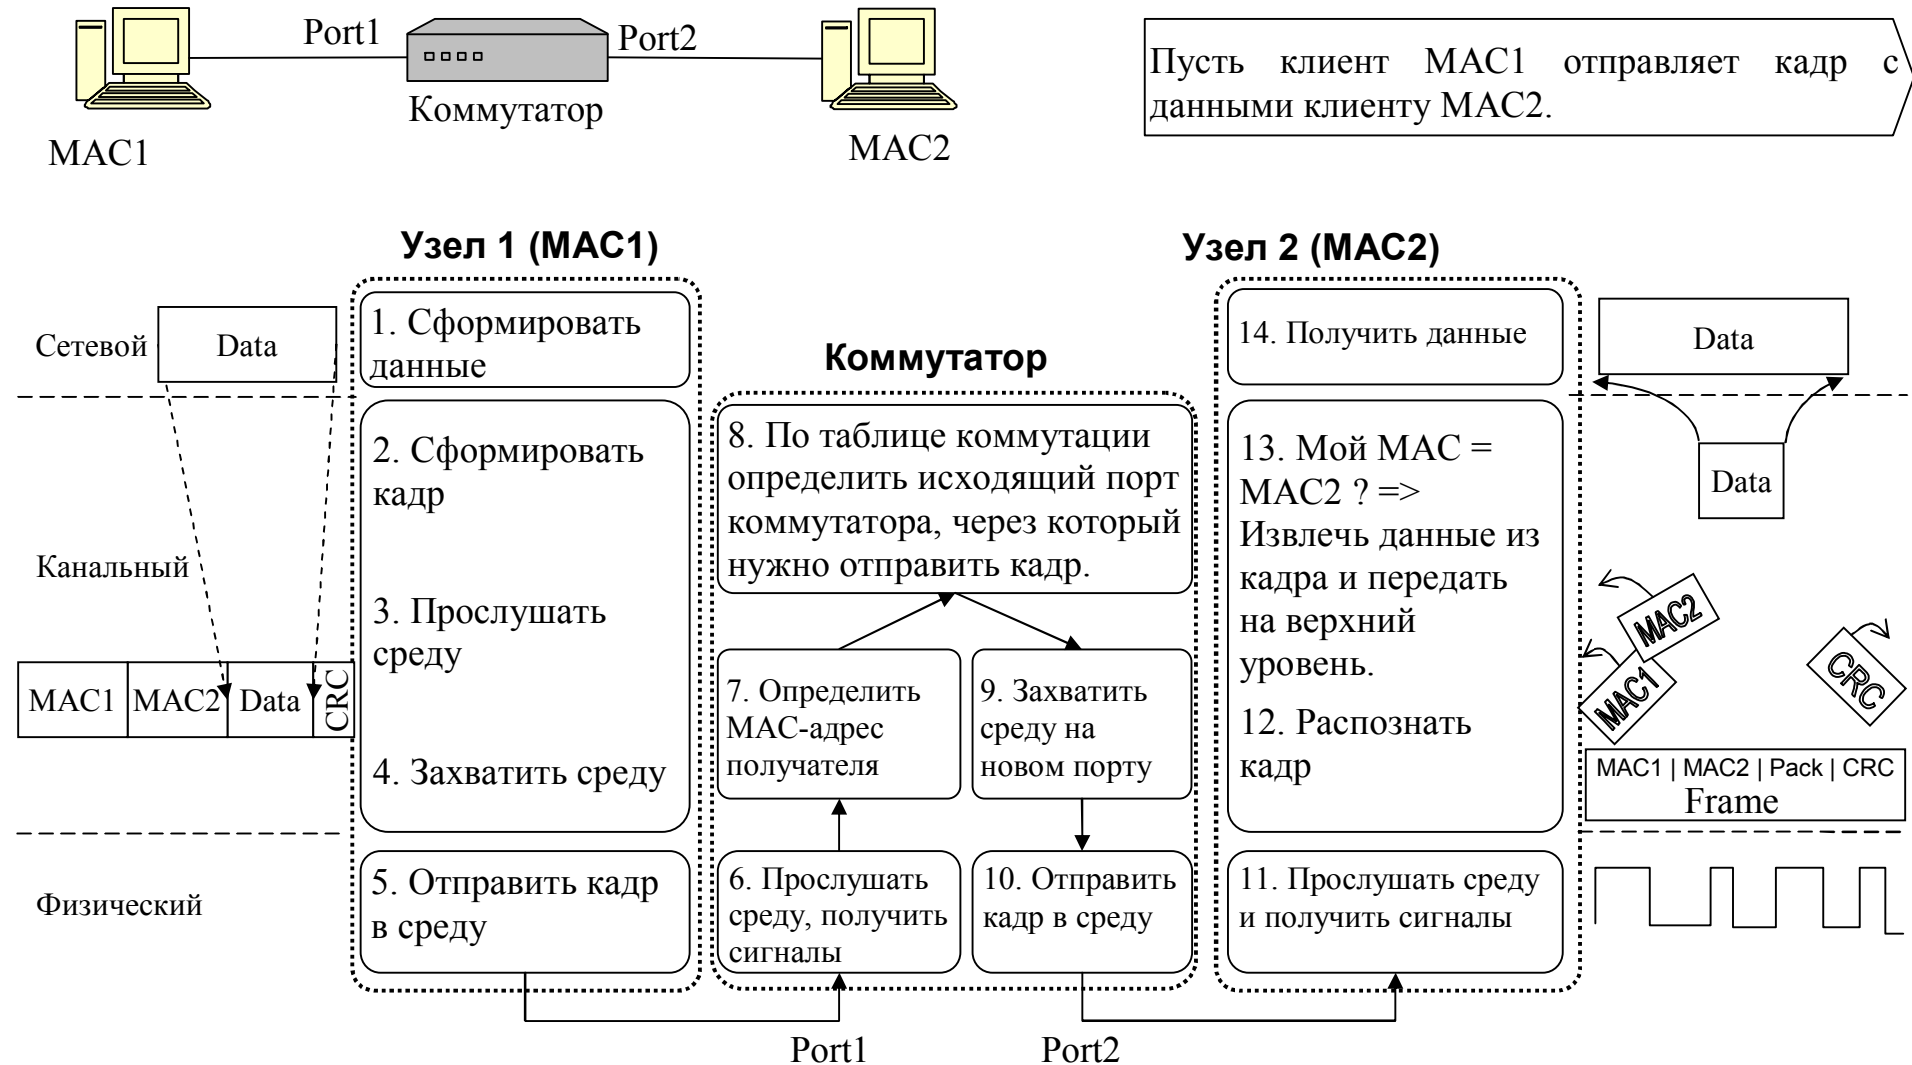 Port1
Port2
Коммутатор
MAC1
MAC2
Пусть клиент MAC1 отправляет кадр с
данными клиенту MAC2.
Узел 1 (MAC1)
Узел 2 (MAC2)
Коммутатор
Сетевой
Data
1. Сформировать
данные
14. Получить данные
Data
Канальный
2. Сформировать
кадр
3. Прослушать
среду
4. Захватить среду
MAC1
MAC2
Data
CRC
8. По таблице коммутации
определить исходящий порт
коммутатора, через который
нужно отправить кадр.
7. Определить
MAC-адрес
получателя
9. Захватить
среду на
новом порту
13. Мой MAC =
MAC2 ? =>
Извлечь данные из
кадра и передать
на верхний
уровень.
12. Распознать
кадр
Data
MAC2
MAC1
CRC
MAC1 | MAC2 | Pack | CRC
Frame
Физический
5. Отправить кадр
в среду
6. Прослушать
среду, получить
сигналы
10. Отправить
кадр в среду
11. Прослушать среду
и получить сигналы
Port1
Port2